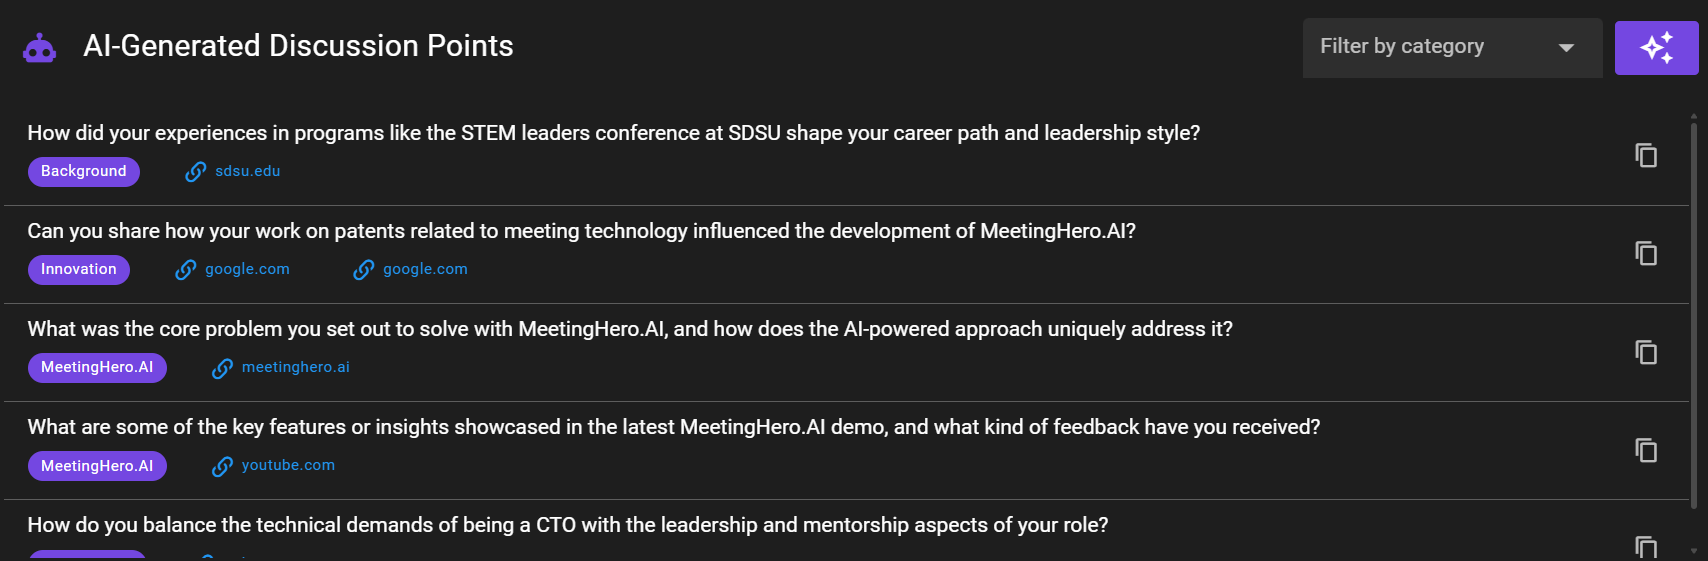 AI-Generated Discussion Points
Filter by category
How did your experiences in programs like the STEM leaders conference at SDSU shape your career path and leadership style?
Background sdsu.edu
Can you share how your work on patents related to meeting technology influenced the development of MeetingHero.AI?
Innovation google.com google.com
What was the core problem you set out to solve with MeetingHero.AI, and how does the AI-powered approach uniquely address it?
MeetingHero.AI meetinghero.ai
What are some of the key features or insights showcased in the latest MeetingHero.AI demo, and what kind of feedback have you received?
MeetingHero.AI youtube.com
How do you balance the technical demands of being a CTO with the leadership and mentorship aspects of your role?